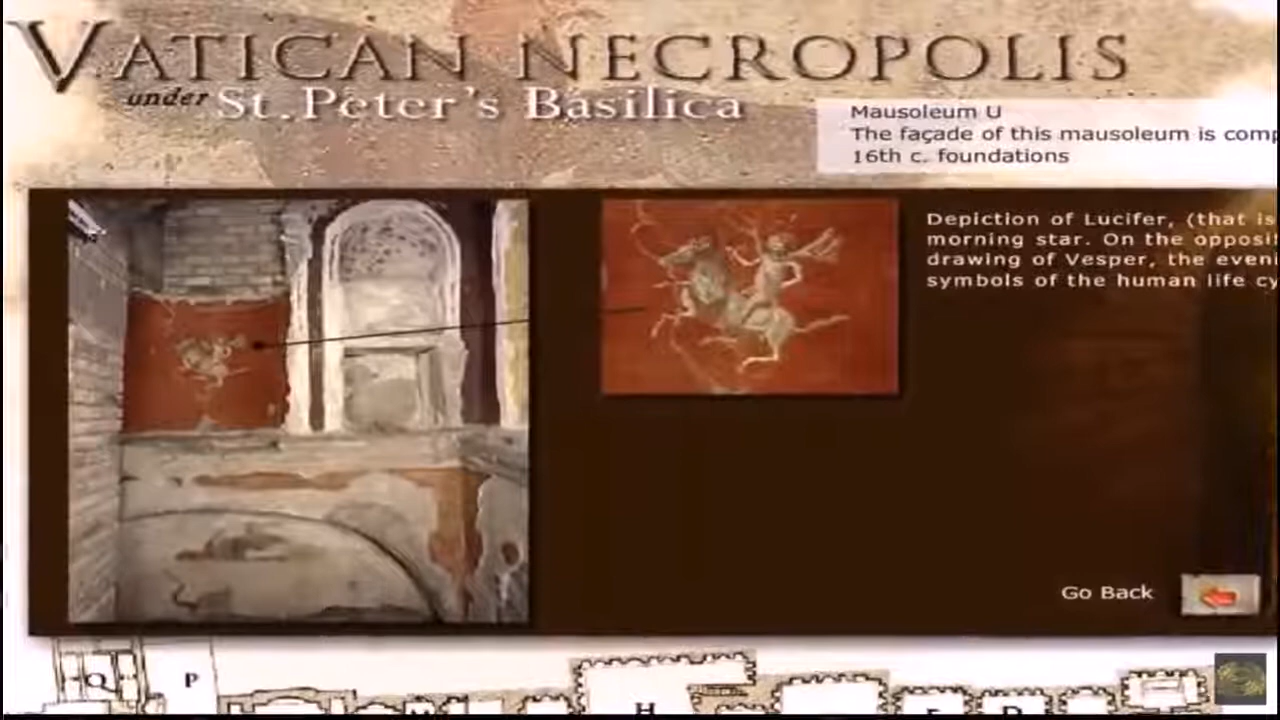 VATICAN NECROPOLIS
under St. Peter's Basilica
Mausoleum U
The façade of this mausoleum is comp
16th c. foundations
Depiction of Lucifer, (that is
morning star. On the opposit
drawing of Vesper, the eveni
symbols of the human life cy
Go Back
Q P H